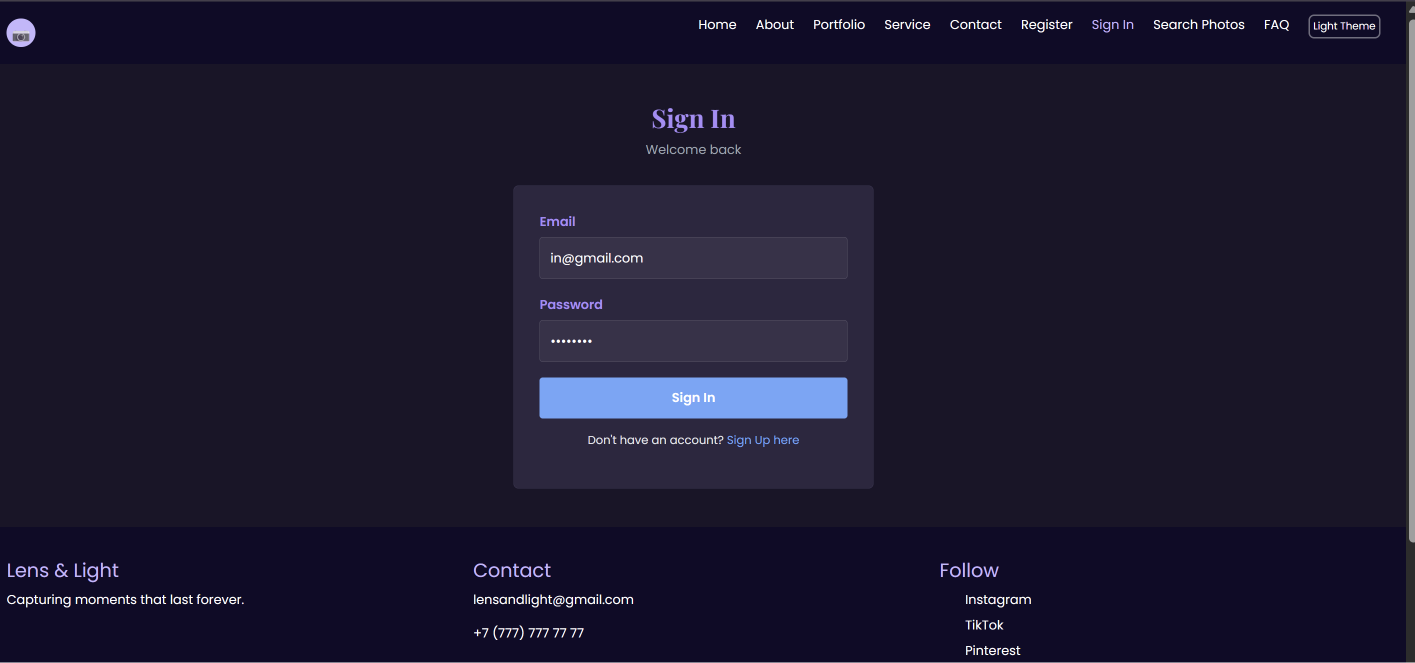 Home About Portfolio Service Contact Register Sign In Search Photos FAQ Light Theme
Sign In
Welcome back
Email
in@gmail.com
Password
••••••••
Sign In
Don't have an account? Sign Up here
Lens & Light
Capturing moments that last forever.
Contact
lensandlight@gmail.com
+7 (777) 777 77 77
Follow
Instagram
TikTok
Pinterest